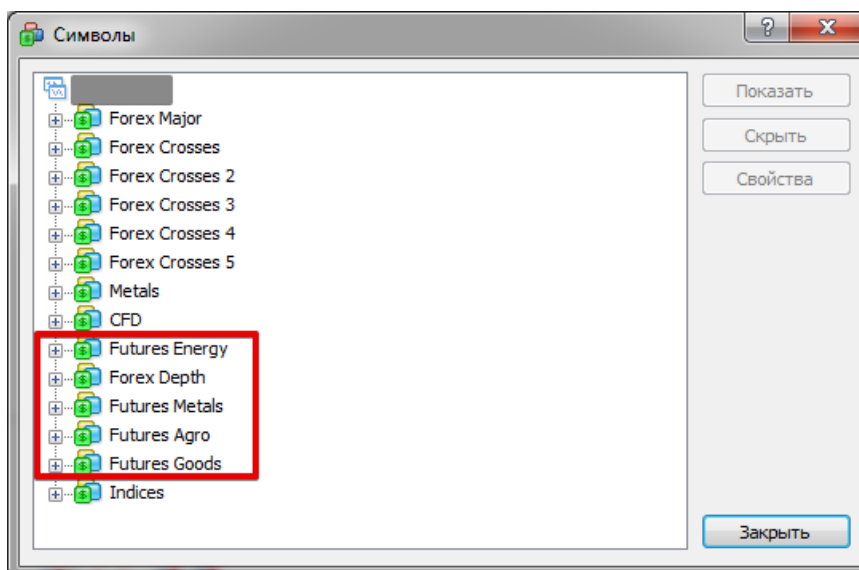 Символы
Forex Major
Forex Crosses
Forex Crosses 2
Forex Crosses 3
Forex Crosses 4
Forex Crosses 5
Metals
CFD
Futures Energy
Forex Depth
Futures Metals
Futures Agro
Futures Goods
Indices
Показать
Скрыть
Свойства
Закрыть